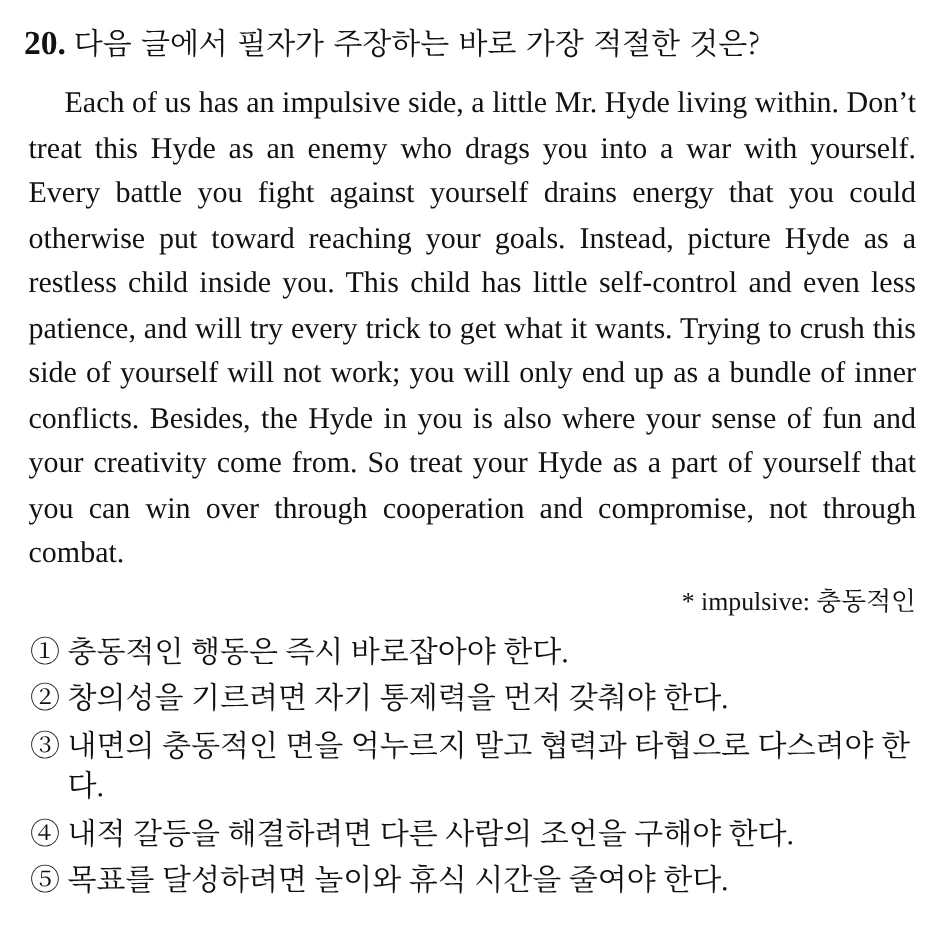 20. 다음 글에서 필자가 주장하는 바로 가장 적절한 것은?
Each of us has an impulsive side, a little Mr. Hyde living within. Don’t
treat this Hyde as an enemy who drags you into a war with yourself.
Every battle you fight against yourself drains energy that you could
otherwise put toward reaching your goals. Instead, picture Hyde as a
restless child inside you. This child has little self-control and even less
patience, and will try every trick to get what it wants. Trying to crush this
side of yourself will not work; you will only end up as a bundle of inner
conflicts. Besides, the Hyde in you is also where your sense of fun and
your creativity come from. So treat your Hyde as a part of yourself that
you can win over through cooperation and compromise, not through
combat.
* impulsive: 충동적인
① 충동적인 행동은 즉시 바로잡아야 한다.
② 창의성을 기르려면 자기 통제력을 먼저 갖춰야 한다.
③ 내면의 충동적인 면을 억누르지 말고 협력과 타협으로 다스려야 한
다.
④ 내적 갈등을 해결하려면 다른 사람의 조언을 구해야 한다.
⑤ 목표를 달성하려면 놀이와 휴식 시간을 줄여야 한다.